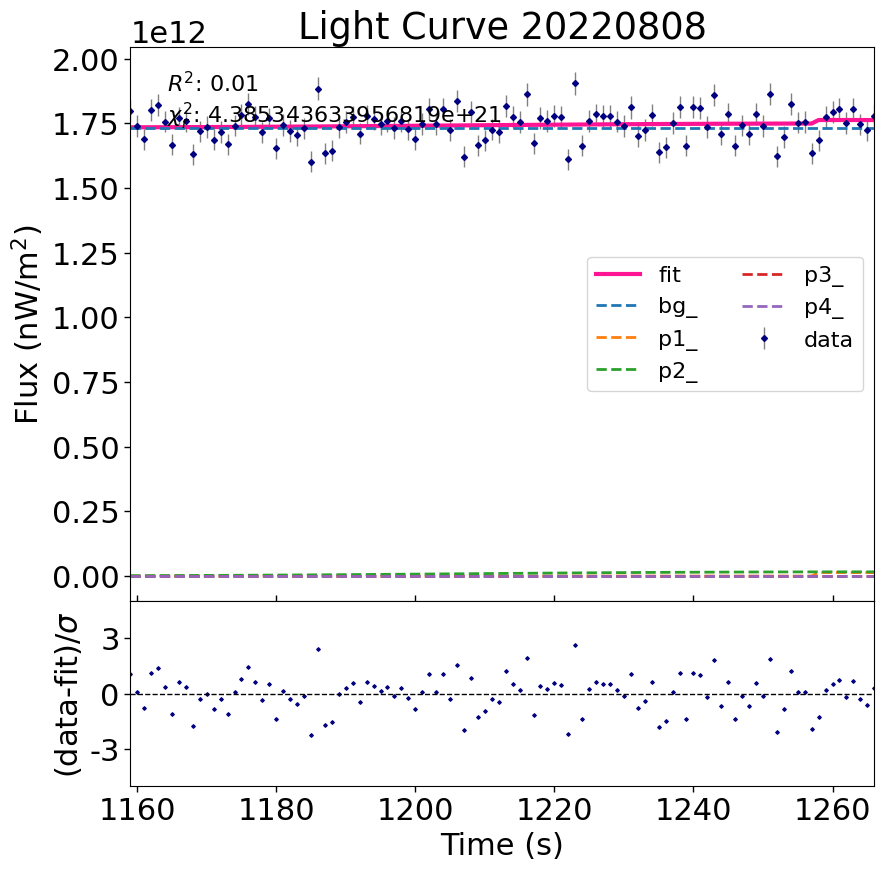 Light Curve 20220808
1e12
R²: 0.01
χ²: 4.385343633956819e+21
2.00
1.75
1.50
1.25
1.00
0.75
0.50
0.25
0.00
Flux (nW/m²)
fit
bg_
p1_
p2_
p3_
p4_
data
3
0
-3
(data-fit)/σ
1160
1180
1200
1220
1240
1260
Time (s)